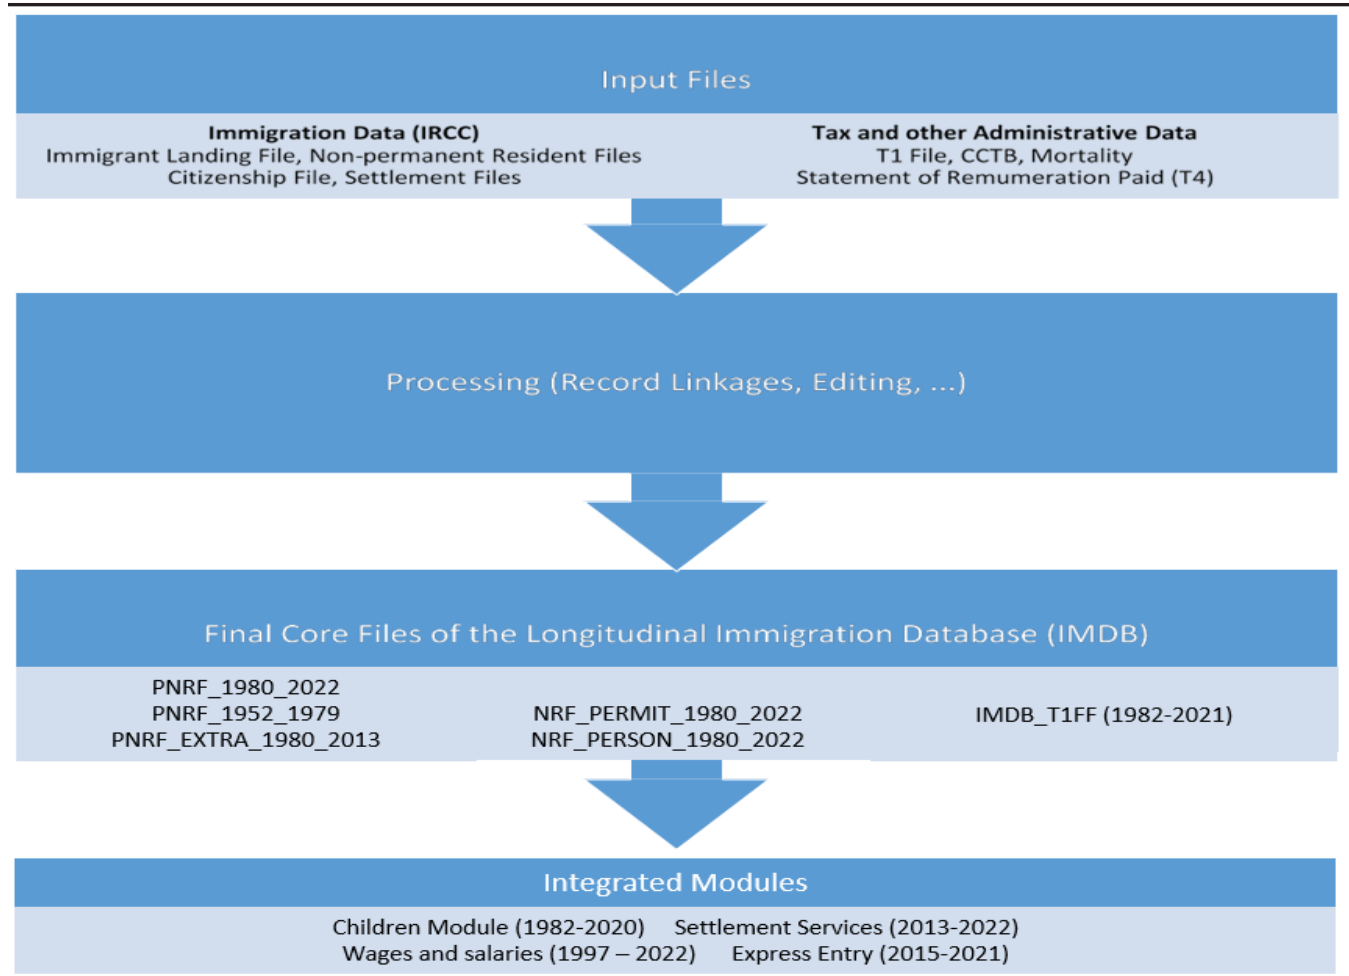 Input Files
Immigration Data (IRCC)
Immigrant Landing File, Non-permanent Resident Files
Citizenship File, Settlement Files
Tax and other Administrative Data
T1 File, CCTB, Mortality
Statement of Remumeration Paid (T4)
Processing (Record Linkages, Editing, ...)
Final Core Files of the Longitudinal Immigration Database (IMDB)
PNRF_1980_2022
PNRF_1952_1979
PNRF_EXTRA_1980_2013
NRF_PERMIT_1980_2022
NRF_PERSON_1980_2022
IMDB_T1FF (1982-2021)
Integrated Modules
Children Module (1982-2020) Settlement Services (2013-2022)
Wages and salaries (1997 – 2022) Express Entry (2015-2021)